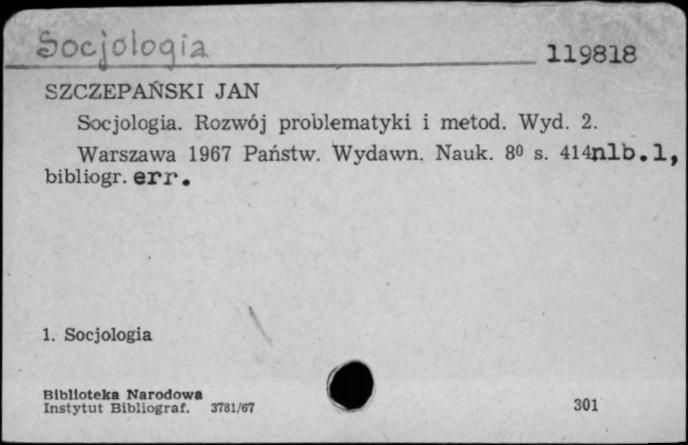 Socjologia
119818
SZCZEPAŃSKI JAN
Socjologia. Rozwój problematyki i metod. Wyd. 2.
Warszawa 1967 Państw. Wydawn. Nauk. 8⁰ s. 414nlb.1,
bibliogr. err.
1. Socjologia
Biblioteka Narodowa
Instytut Bibliograf. 3781/67
301